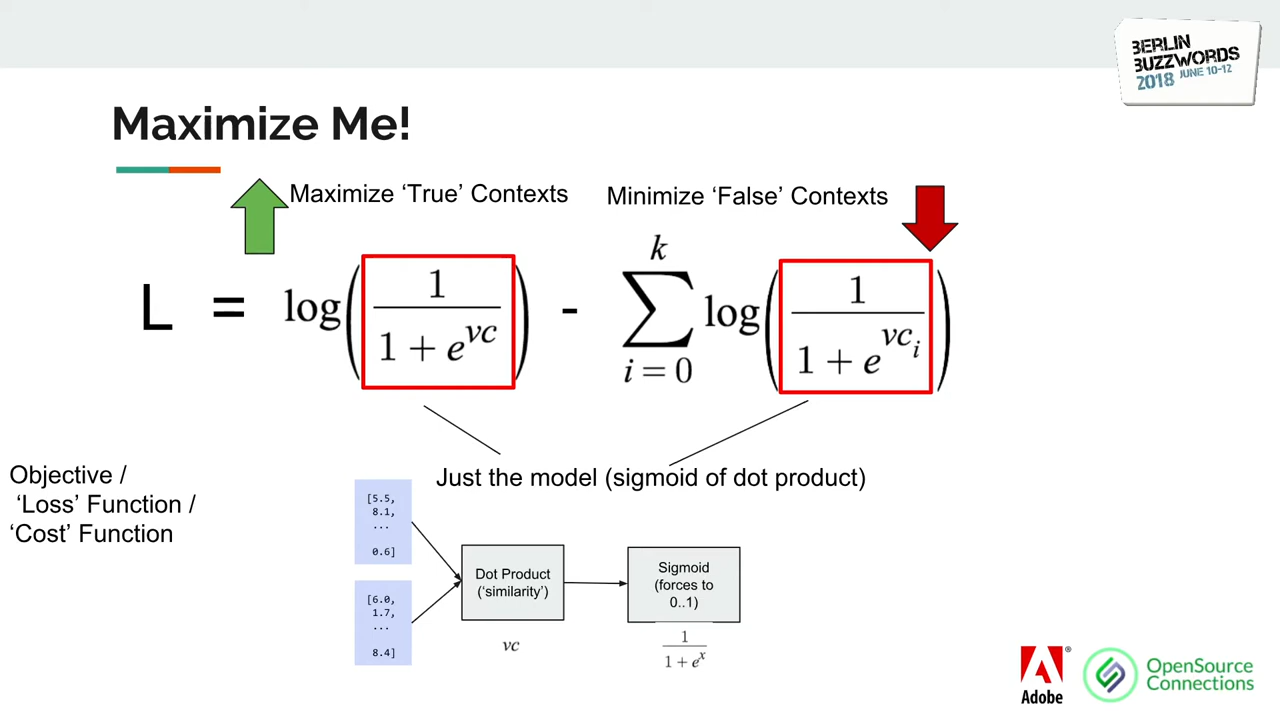 BERLIN
BUZZWORDS
2018 JUNE 10-12
Maximize Me!
Maximize ‘True’ Contexts
Minimize ‘False’ Contexts
L = log(1 / (1 + e^{vc})) - ∑_{i=0}^{k} log(1 / (1 + e^{vc_i}))
Just the model (sigmoid of dot product)
Objective /
‘Loss’ Function /
‘Cost’ Function
[5.5,
8.1,
...
0.6]
[6.0,
1.7,
...
8.4]
Dot Product
(‘similarity’)
vc
Sigmoid
(forces to
0..1)
1 / (1 + e^x)
Adobe®
OpenSource
Connections